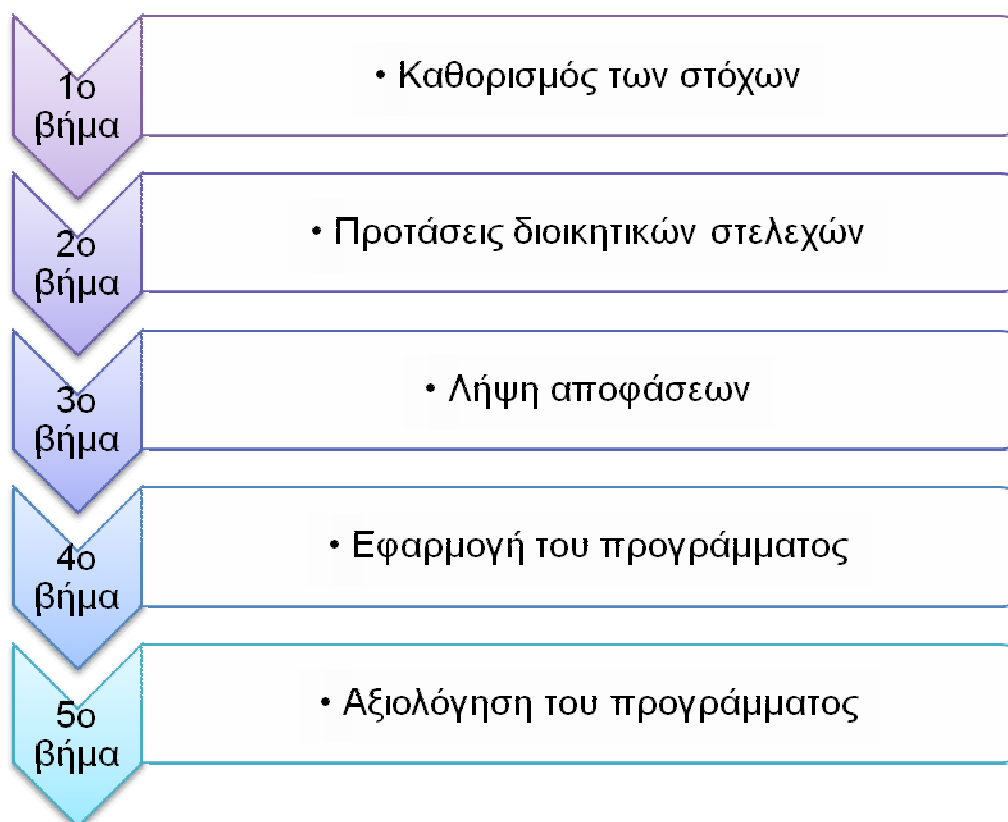 1ο
βήμα
• Καθορισμός των στόχων
2ο
βήμα
• Προτάσεις διοικητικών στελεχών
3ο
βήμα
• Λήψη αποφάσεων
4ο
βήμα
• Εφαρμογή του προγράμματος
5ο
βήμα
• Αξιολόγηση του προγράμματος